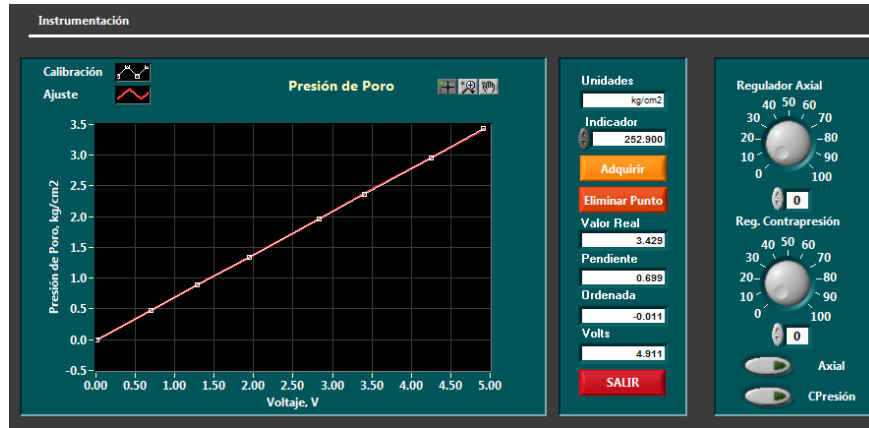 Instrumentación
Calibración
Ajuste
Presión de Poro
3.5
3.0
2.5
2.0
1.5
1.0
0.5
0.0
-0.5
Presión de Poro, kg/cm2
0.00 0.50 1.00 1.50 2.00 2.50 3.00 3.50 4.00 4.50 5.00
Voltaje, V
Unidades
kg/om2
Indicador
252.900
Adquirir
Eliminar Punto
Valor Real
3.429
Pendiente
0.699
Ordenada
-0.011
Volts
4.911
SALIR
Regulador Axial
40 50 60
30 70
20 80
10 90
0 100
0
Reg. Contrapresión
40 50 60
30 70
20 80
10 90
0 100
0
Axial
CPresión